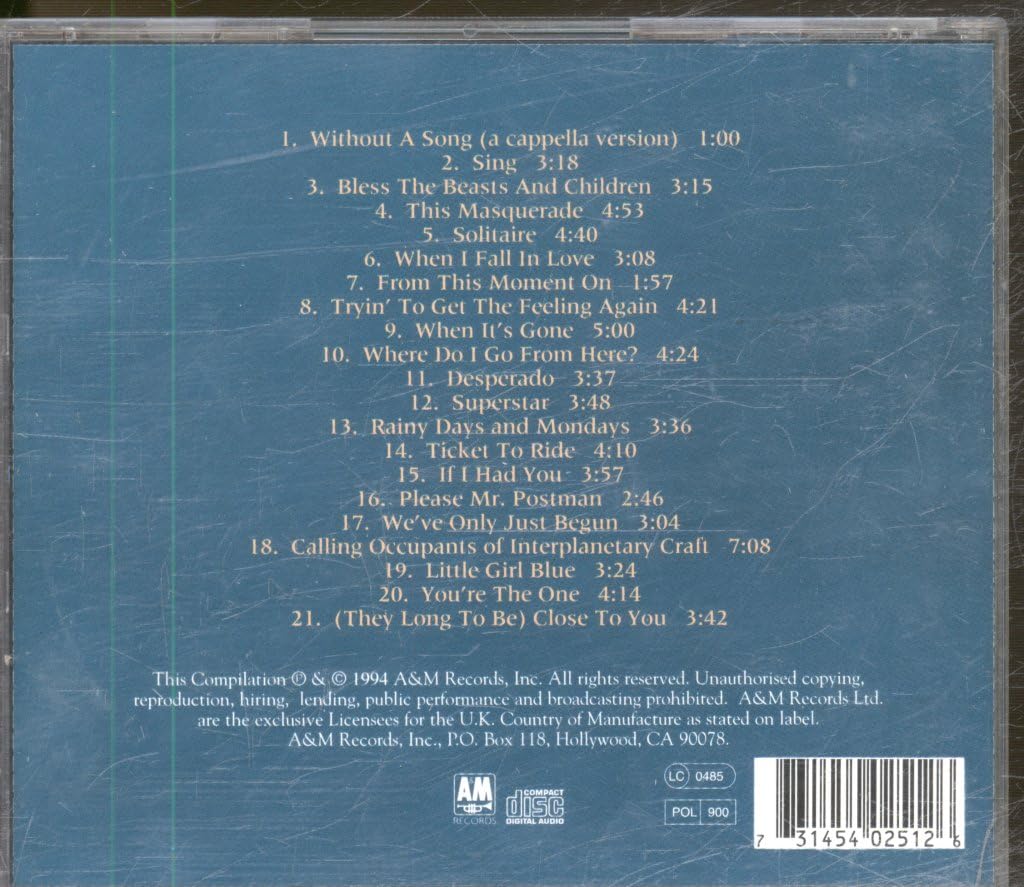 1. Without A Song (a cappella version) 1:00
2. Sing 3:18
3. Bless The Beasts And Children 3:15
4. This Masquerade 4:53
5. Solitaire 4:40
6. When I Fall In Love 3:08
7. From This Moment On 1:57
8. Tryin' To Get The Feeling Again 4:21
9. When It's Gone 5:00
10. Where Do I Go From Here? 4:24
11. Desperado 3:37
12. Superstar 3:48
13. Rainy Days and Mondays 3:36
14. Ticket To Ride 4:10
15. If I Had You 3:57
16. Please Mr. Postman 2:46
17. We've Only Just Begun 3:04
18. Calling Occupants of Interplanetary Craft 7:08
19. Little Girl Blue 3:24
20. You're The One 4:14
21. (They Long To Be) Close To You 3:42
This Compilation ℗ & © 1994 A&M Records, Inc. All rights reserved. Unauthorised copying,
reproduction, hiring, lending, public performance and broadcasting prohibited. A&M Records Ltd.
are the exclusive Licensees for the U.K. Country of Manufacture as stated on label.
A&M Records, Inc., P.O. Box 118, Hollywood, CA 90078.
AM
RECORDS
COMPACT
disc
DIGITAL AUDIO
LC 0485
POL 900
7 31454 02512 6